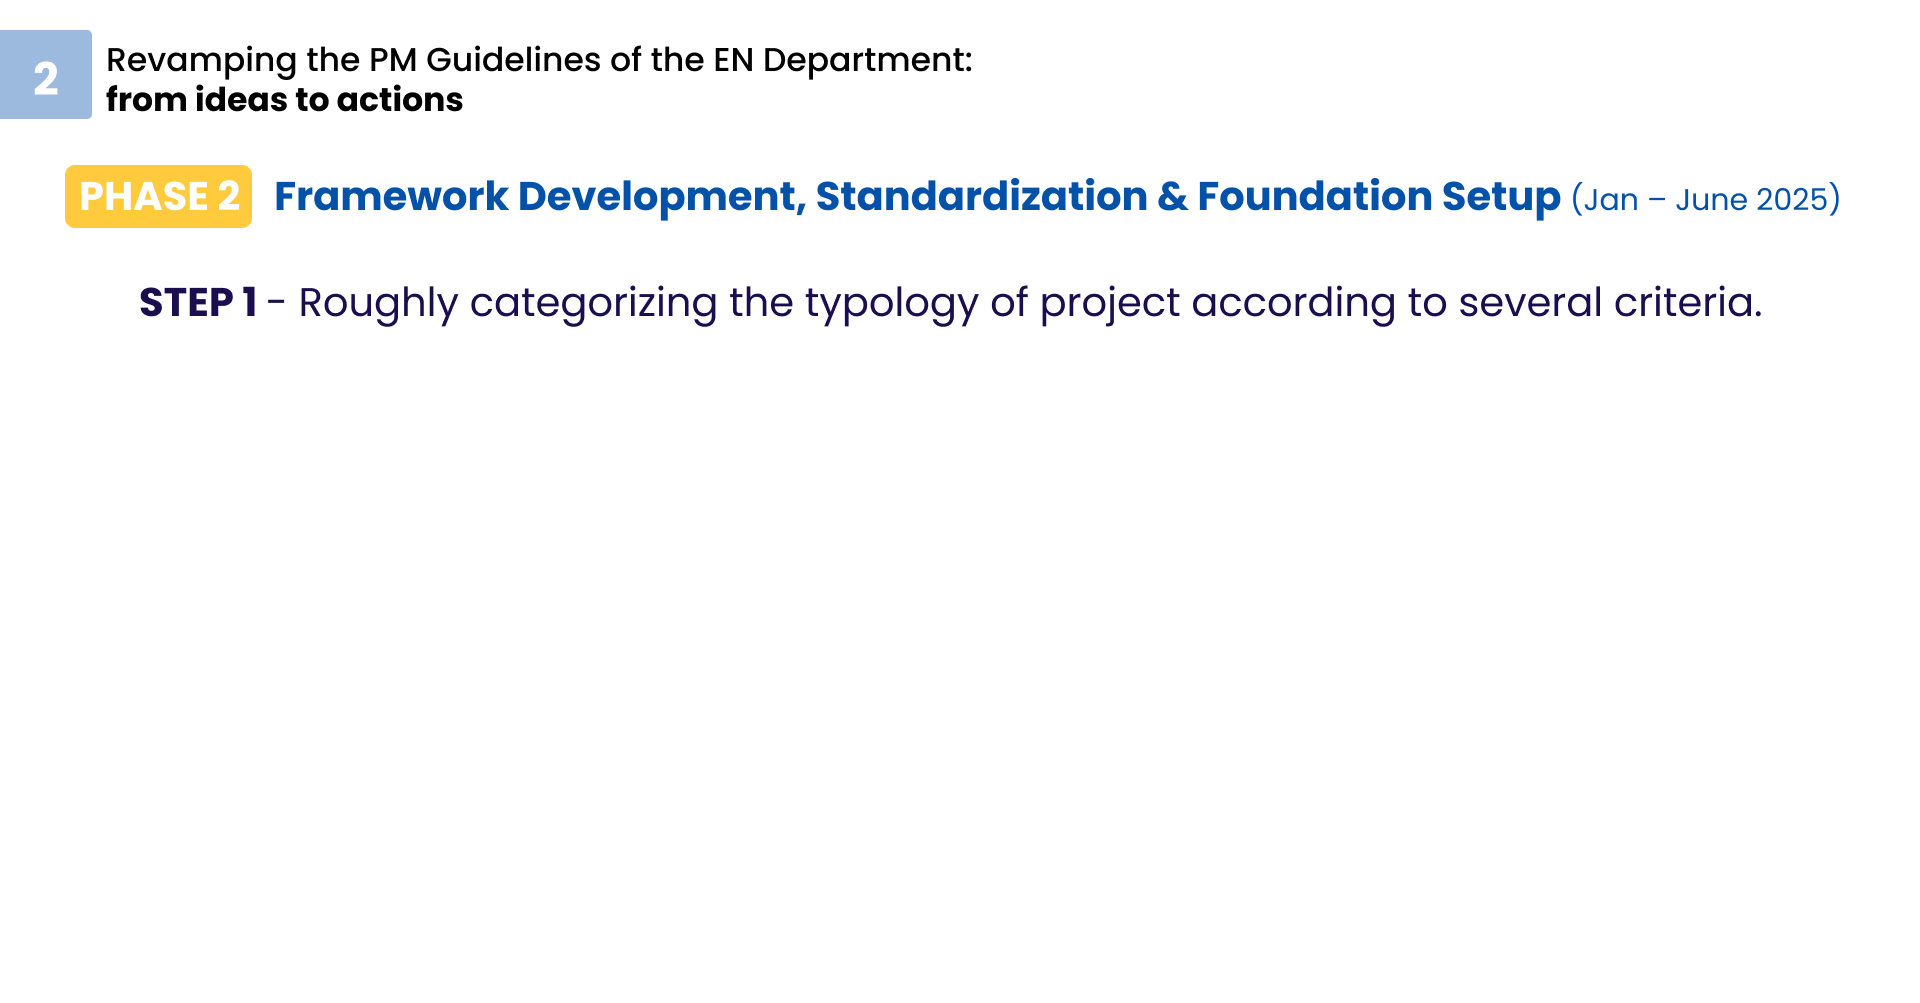 2
Revamping the PM Guidelines of the EN Department:
from ideas to actions
PHASE 2
Framework Development, Standardization & Foundation Setup (Jan – June 2025)
STEP 1 - Roughly categorizing the typology of project according to several criteria.